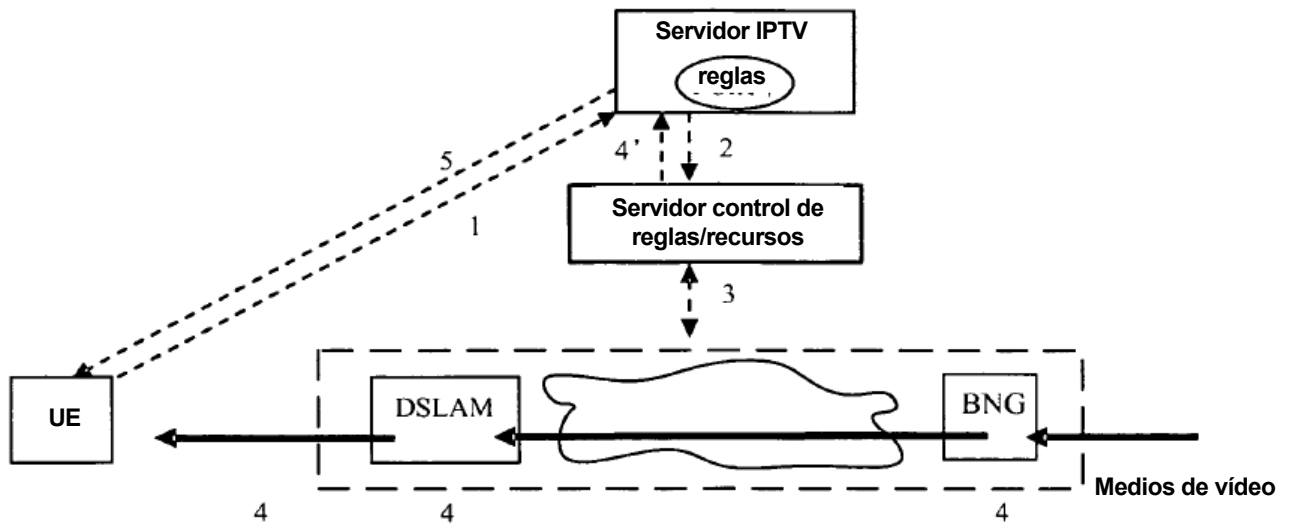 Servidor IPTV
reglas
5
4'
2
1
Servidor control de
reglas/recursos
3
UE
DSLAM
BNG
Medios de vídeo
4
4
4